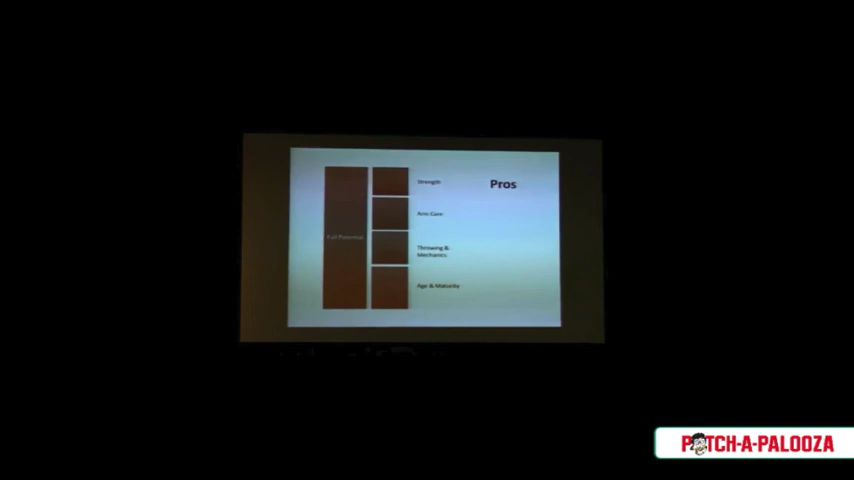 Strength
Pros
Arm Care
Full Potential
Throwing &
Mechanics
Age & Maturity
PITCH-A-PALOOZA